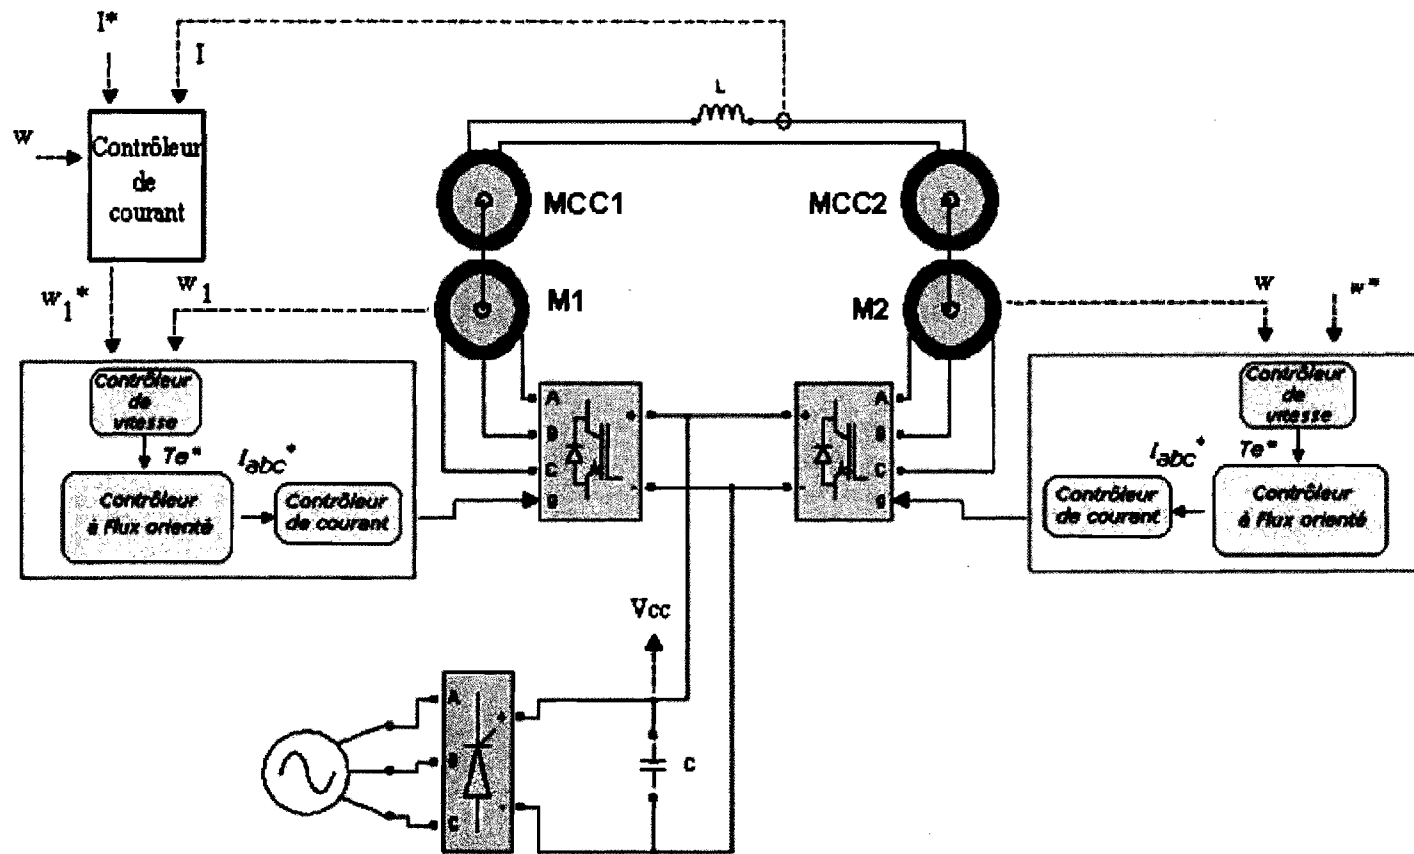 I*
I
L
w
Contrôleur
de
courant
MCC1
MCC2
w1*
w1
M1
M2
w
w*
Contrôleur
de
vitesse
Te*
Iabc*
Contrôleur
à flux orienté
Contrôleur
de courant
A
B
C
g
+
-
+
-
A
B
C
g
Contrôleur
de
vitesse
Te*
Iabc*
Contrôleur
de courant
Contrôleur
à flux orienté
Vcc
A
B
C
+
-
C